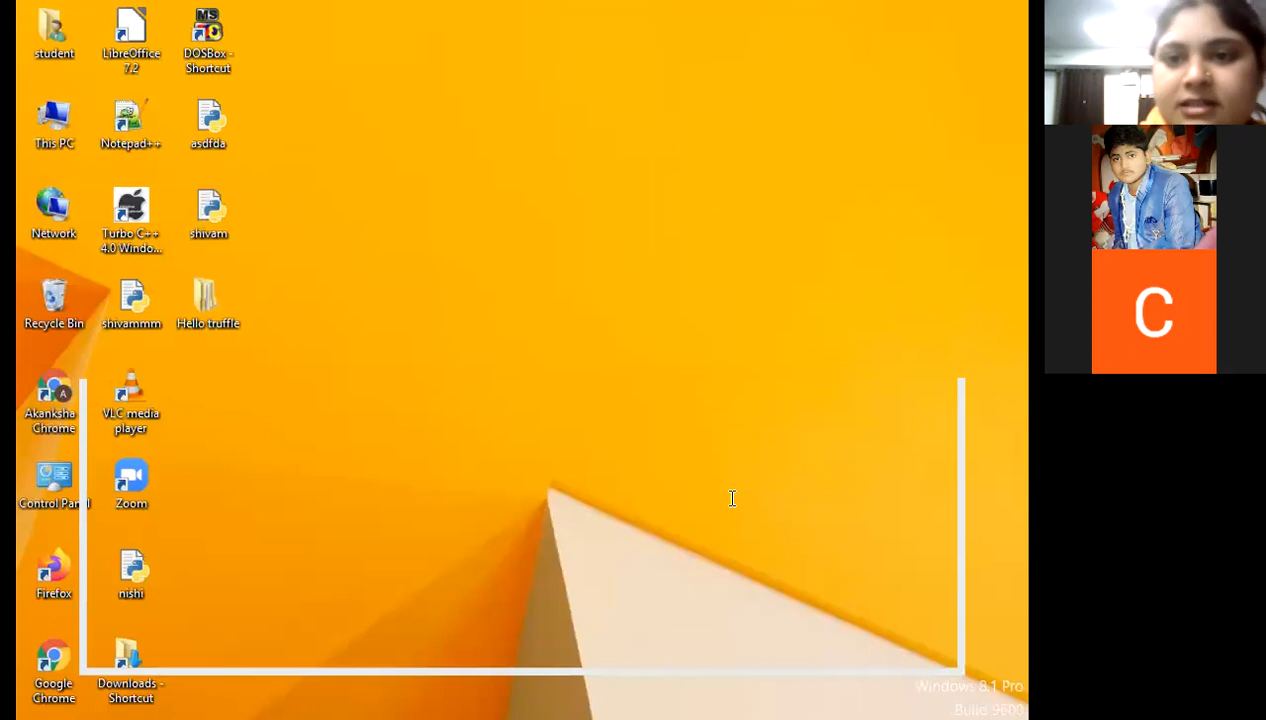 student
LibreOffice
7.2
MS
DOSBox -
Shortcut
This PC
Notepad++
asdfda
Network
Turbo C++
4.0 Windo...
shivam
Recycle Bin
shivammm
Hello truffle
A
Akanksha
Chrome
VLC media
player
Control Panel
Zoom
Firefox
nishi
Google
Chrome
Downloads -
Shortcut
C
Windows 8.1 Pro
Build 9600